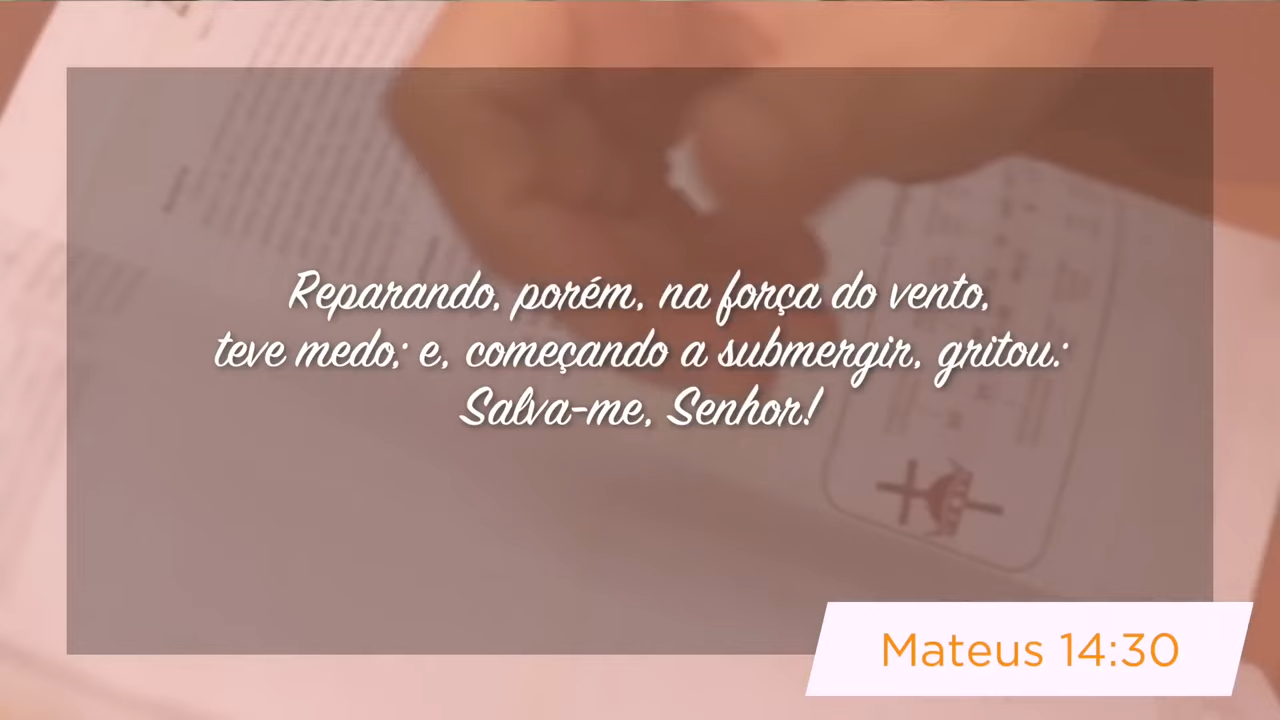 Reparando, porém, na força do vento,
teve medo; e, começando a submergir, gritou:
Salva-me, Senhor!
Mateus 14:30